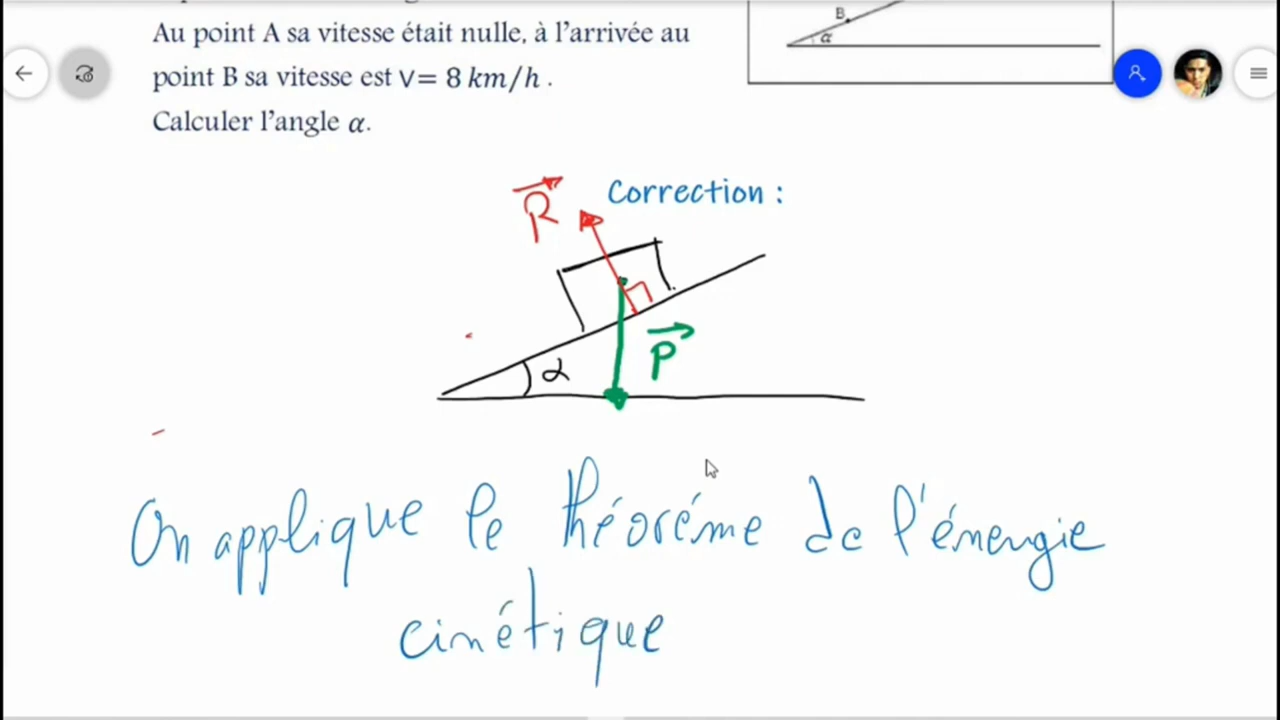 Au point A sa vitesse était nulle, à l'arrivée au
point B sa vitesse est v= 8 km/h .
Calculer l'angle α.
B
α
Correction :
R
P
α
On applique le théoréme de l'énergie
cinétique